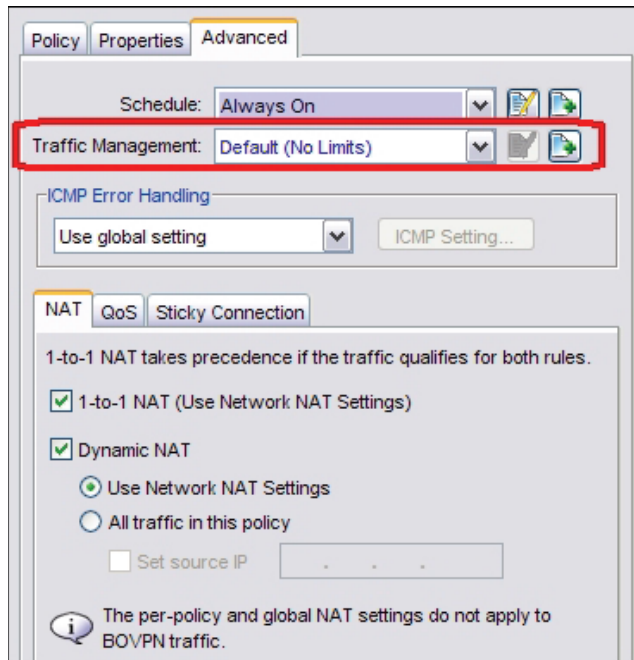 Policy Properties Advanced
Schedule: Always On
Traffic Management: Default (No Limits)
ICMP Error Handling
Use global setting ICMP Setting...
NAT QoS Sticky Connection
1-to-1 NAT takes precedence if the traffic qualifies for both rules.
1-to-1 NAT (Use Network NAT Settings)
Dynamic NAT
Use Network NAT Settings
All traffic in this policy
Set source IP . . .
The per-policy and global NAT settings do not apply to
BOVPN traffic.